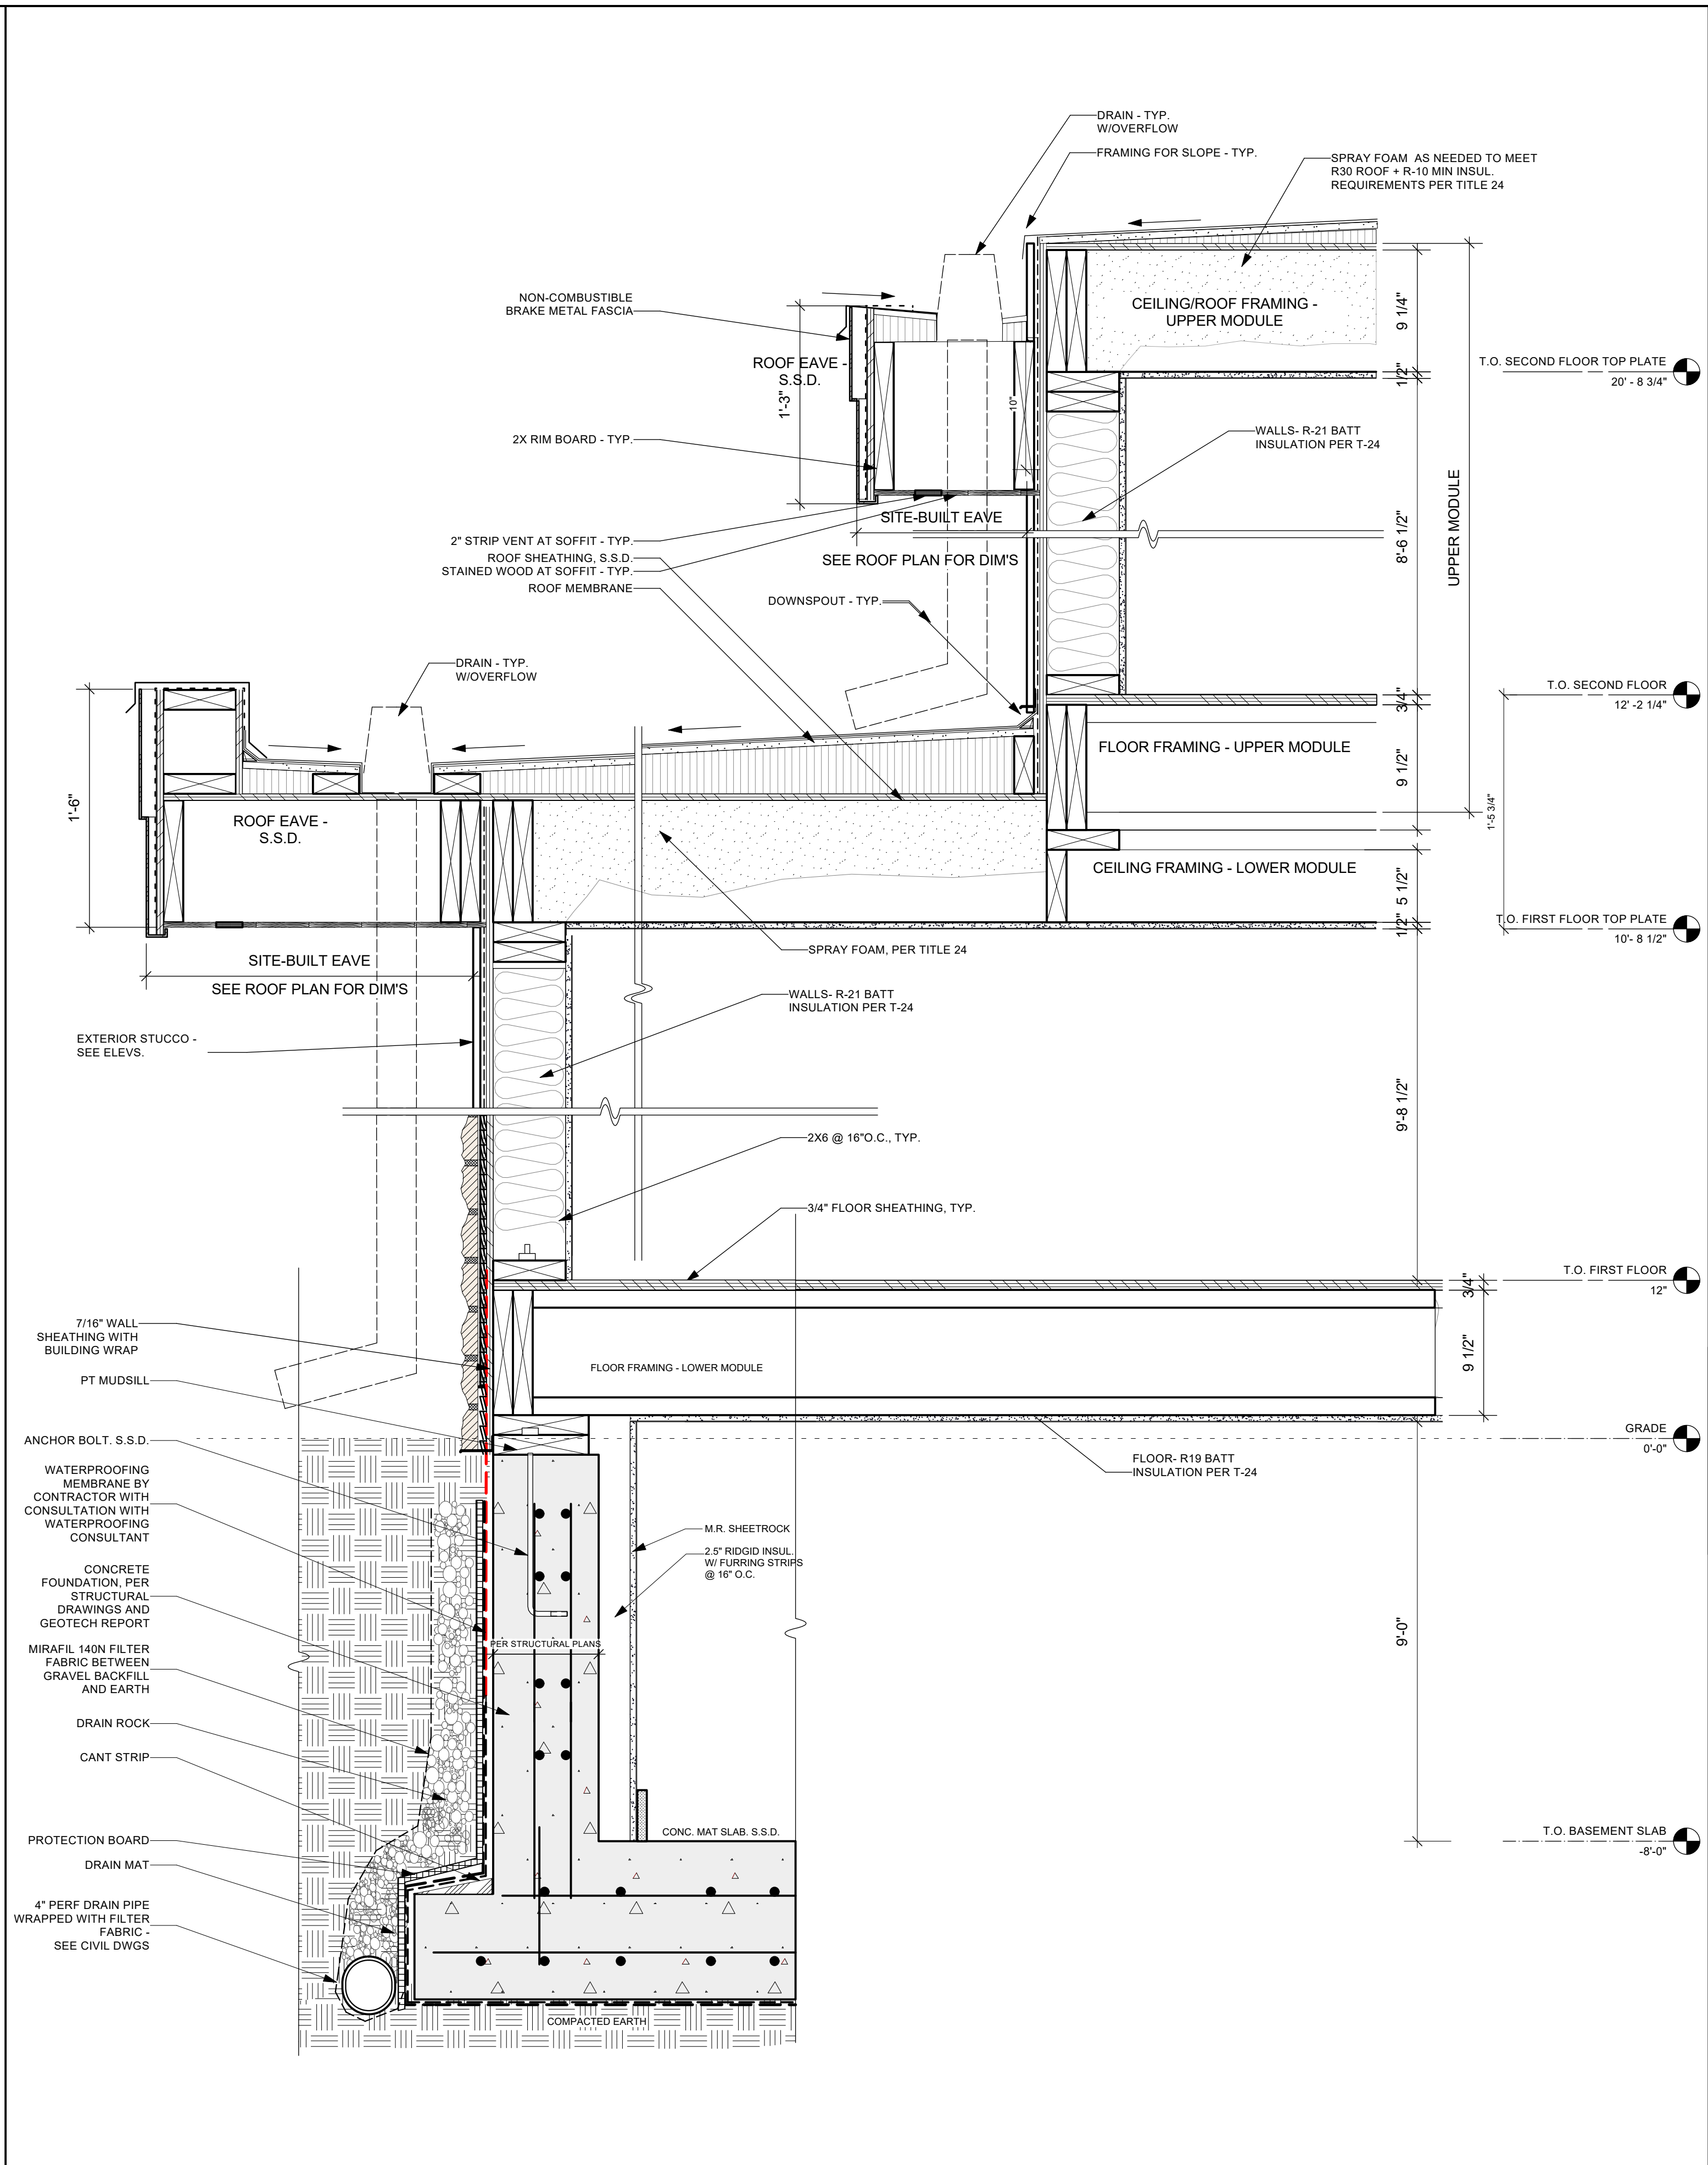 DRAIN - TYP.
W/OVERFLOW
FRAMING FOR SLOPE - TYP.
SPRAY FOAM  AS NEEDED TO MEET
R30 ROOF + R-10 MIN INSUL.
REQUIREMENTS PER TITLE 24
NON-COMBUSTIBLE
BRAKE METAL FASCIA
CEILING/ROOF FRAMING -
UPPER MODULE
9 1/4"
ROOF EAVE -
S.S.D.
1'-3"
10"
1/2"
T.O. SECOND FLOOR TOP PLATE
20' - 8 3/4"
2X RIM BOARD - TYP.
WALLS- R-21 BATT
INSULATION PER T-24
UPPER MODULE
SITE-BUILT EAVE
SEE ROOF PLAN FOR DIM'S
8'-6 1/2"
2" STRIP VENT AT SOFFIT - TYP.
ROOF SHEATHING, S.S.D.
STAINED WOOD AT SOFFIT - TYP.
ROOF MEMBRANE
DOWNSPOUT - TYP.
DRAIN - TYP.
W/OVERFLOW
3/4"
T.O. SECOND FLOOR
12' -2 1/4"
FLOOR FRAMING - UPPER MODULE
9 1/2"
1'-6"
ROOF EAVE -
S.S.D.
1'-5 3/4"
CEILING FRAMING - LOWER MODULE
5 1/2"
1/2"
T.O. FIRST FLOOR TOP PLATE
10'- 8 1/2"
SPRAY FOAM, PER TITLE 24
SITE-BUILT EAVE
SEE ROOF PLAN FOR DIM'S
WALLS- R-21 BATT
INSULATION PER T-24
EXTERIOR STUCCO -
SEE ELEVS.
9'-8 1/2"
2X6 @ 16"O.C., TYP.
3/4" FLOOR SHEATHING, TYP.
T.O. FIRST FLOOR
12"
3/4"
7/16" WALL
SHEATHING WITH
BUILDING WRAP
FLOOR FRAMING - LOWER MODULE
9 1/2"
PT MUDSILL
GRADE
0'-0"
ANCHOR BOLT. S.S.D.
FLOOR- R19 BATT
INSULATION PER T-24
WATERPROOFING
MEMBRANE BY
CONTRACTOR WITH
CONSULTATION WITH
WATERPROOFING
CONSULTANT
M.R. SHEETROCK
2.5" RIDGID INSUL.
W/ FURRING STRIPS
@ 16" O.C.
CONCRETE
FOUNDATION, PER
STRUCTURAL
DRAWINGS AND
GEOTECH REPORT
PER STRUCTURAL PLANS
9'-0"
MIRAFIL 140N FILTER
FABRIC BETWEEN
GRAVEL BACKFILL
AND EARTH
DRAIN ROCK
CANT STRIP
CONC. MAT SLAB. S.S.D.
T.O. BASEMENT SLAB
-8'-0"
PROTECTION BOARD
DRAIN MAT
4" PERF DRAIN PIPE
WRAPPED WITH FILTER
FABRIC -
SEE CIVIL DWGS
COMPACTED EARTH